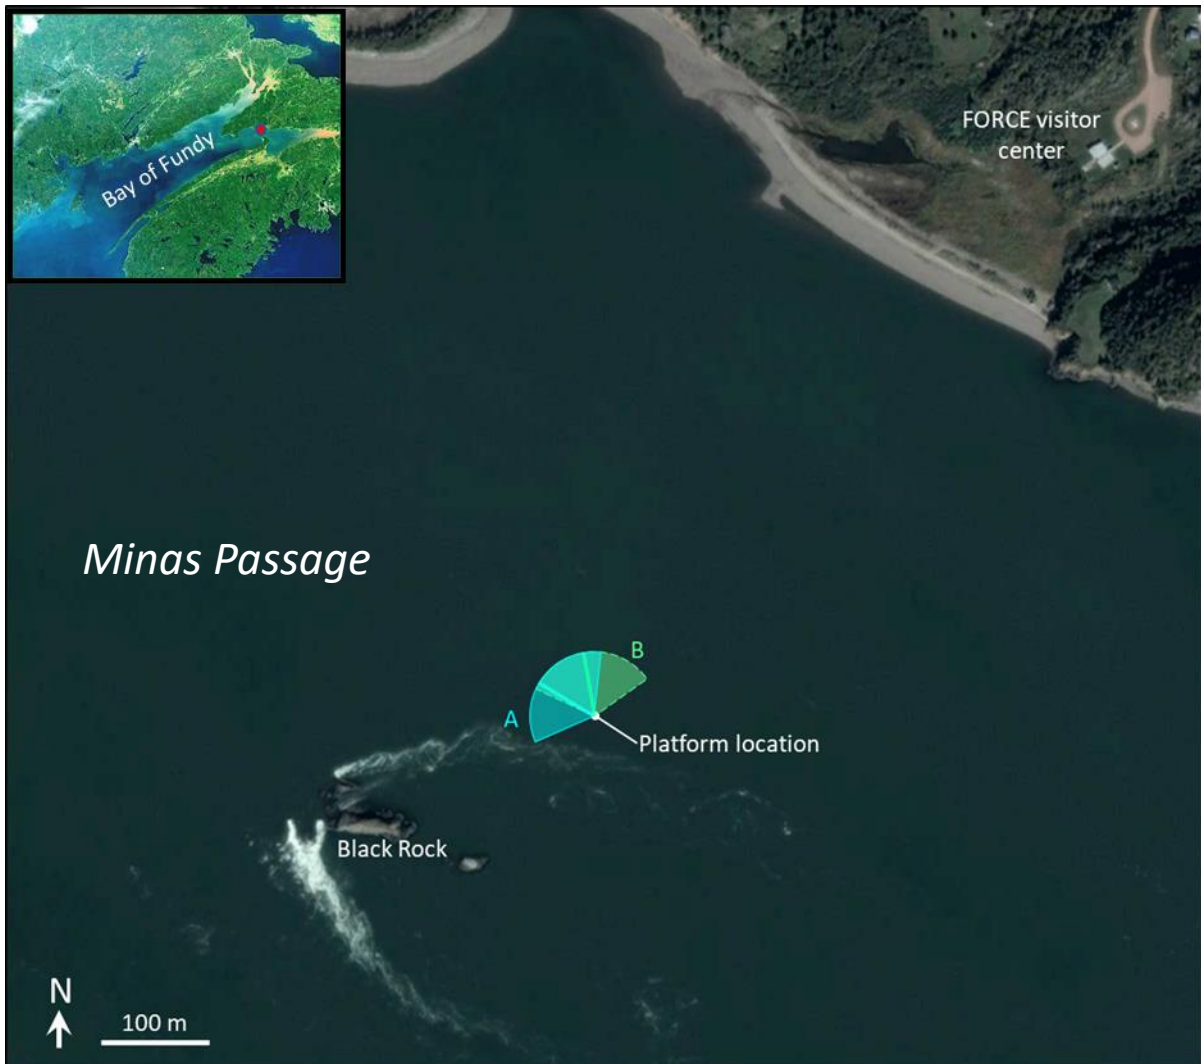 Bay of Fundy
FORCE visitor
center
Minas Passage
B
A
Platform location
Black Rock
N
100 m